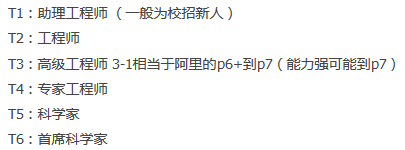 T1：助理工程师 （一般为校招新人）
T2：工程师
T3：高级工程师 3-1相当于阿里的p6+到p7（能力强可能到p7）
T4：专家工程师
T5：科学家
T6：首席科学家